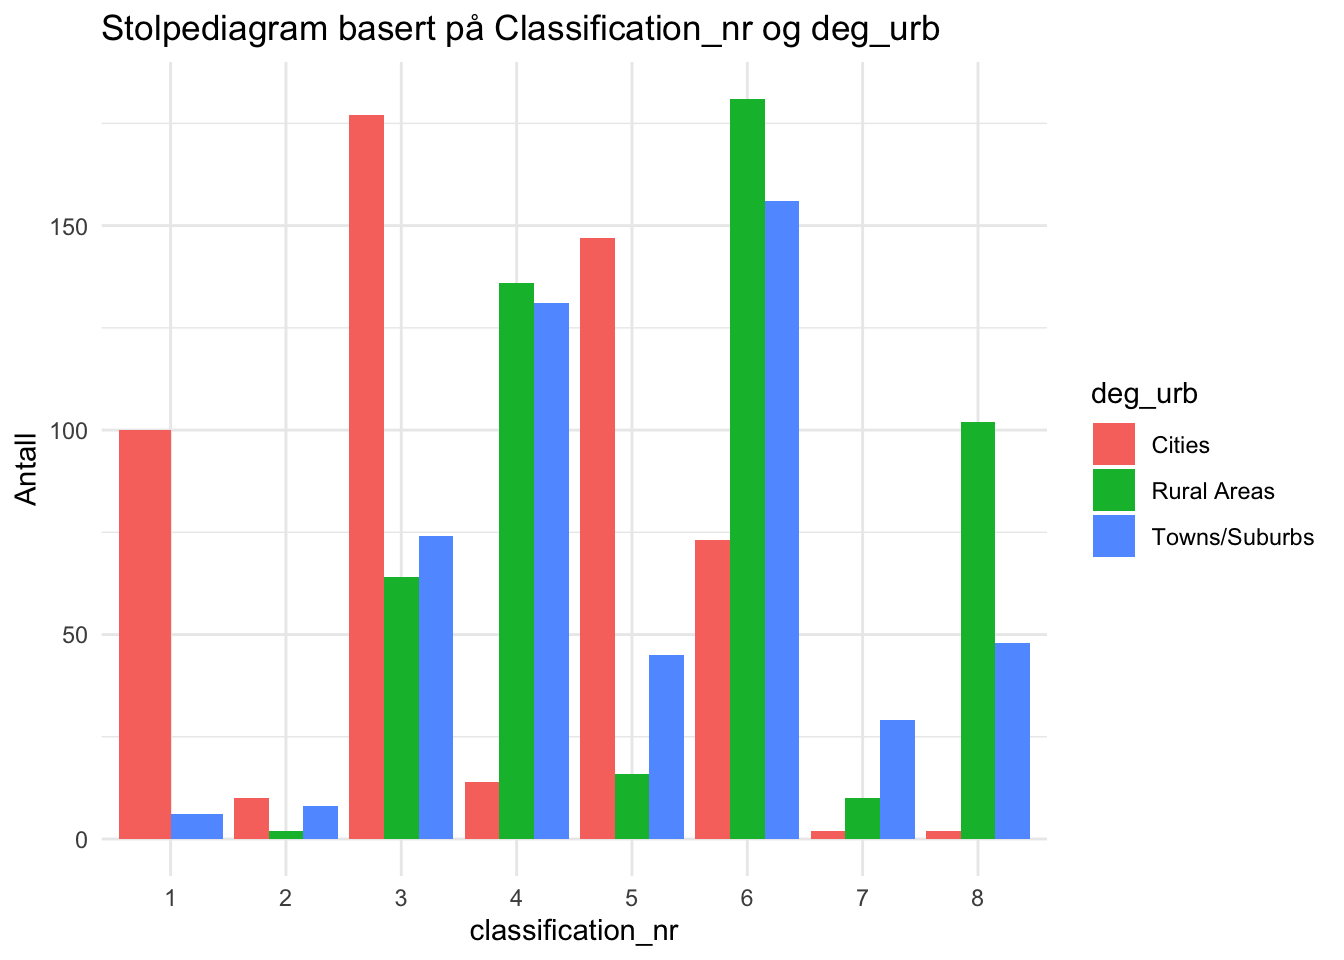 Stolpediagram basert på Classification_nr og deg_urb
Antall
150
100
50
0
1 2 3 4 5 6 7 8
classification_nr
deg_urb
Cities
Rural Areas
Towns/Suburbs